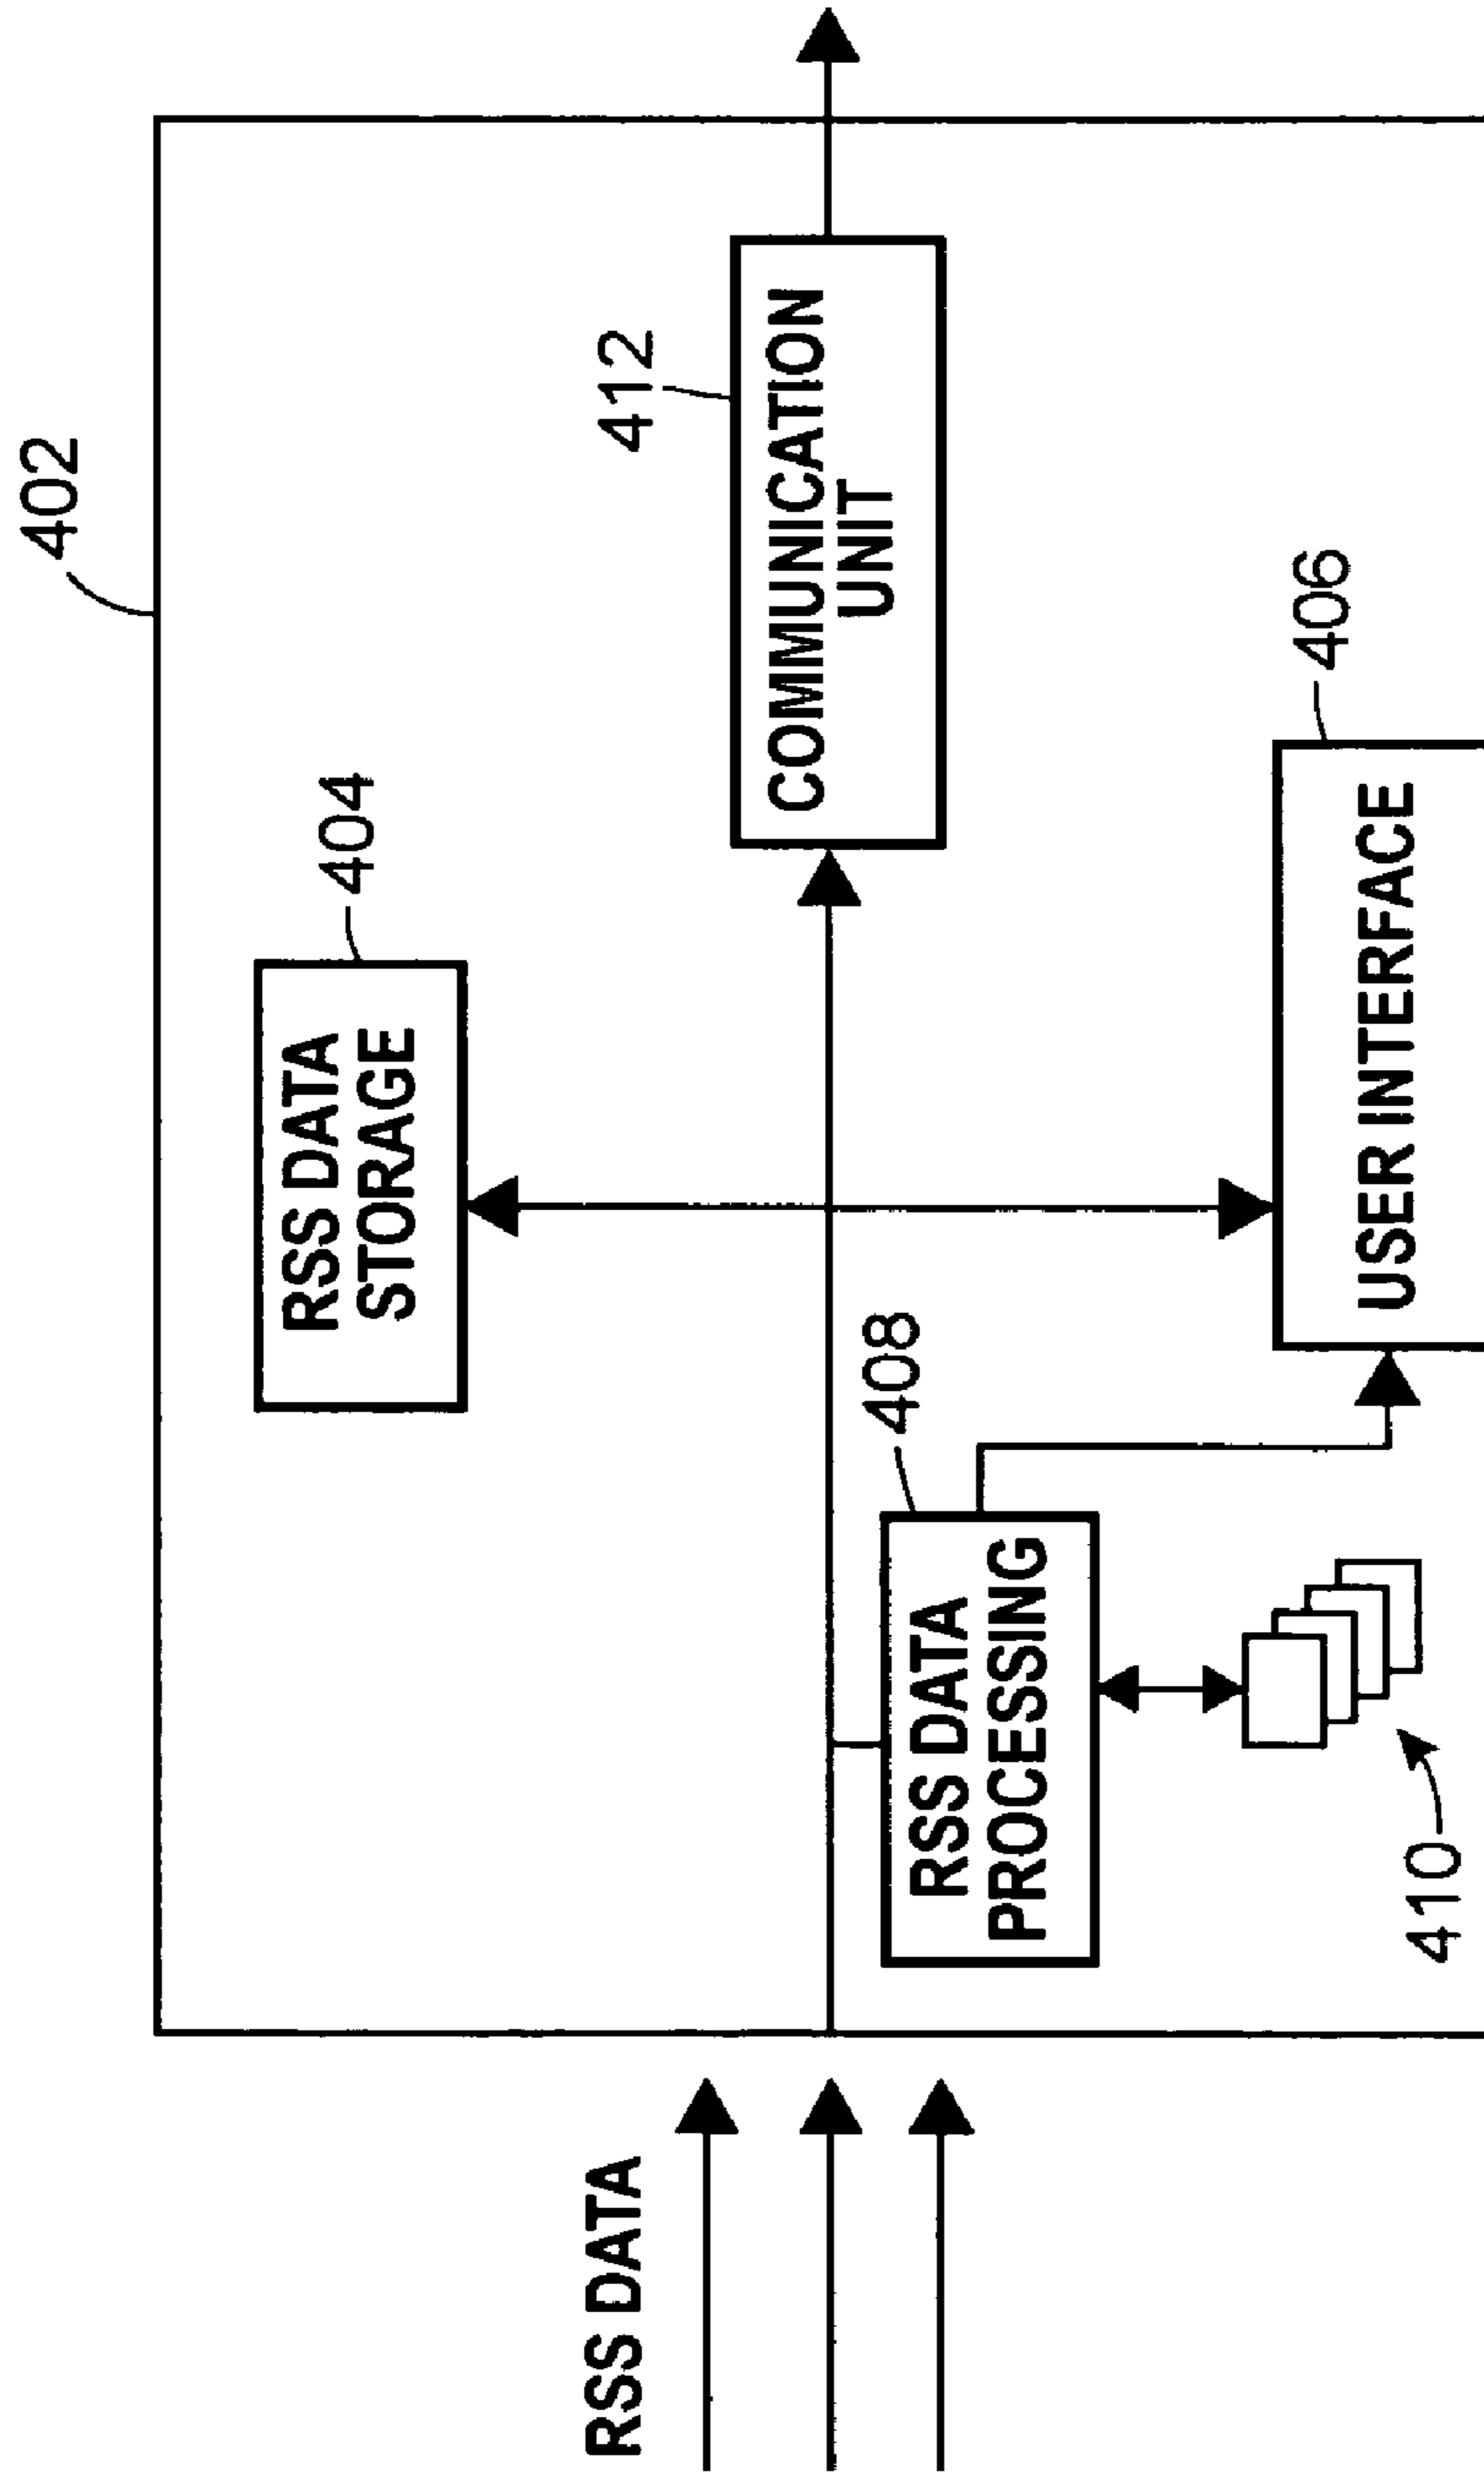 402
404
RSS DATA
STORAGE
412
COMMUNICATION
UNIT
RSS DATA
408
RSS DATA
PROCESSING
406
USER INTERFACE
410